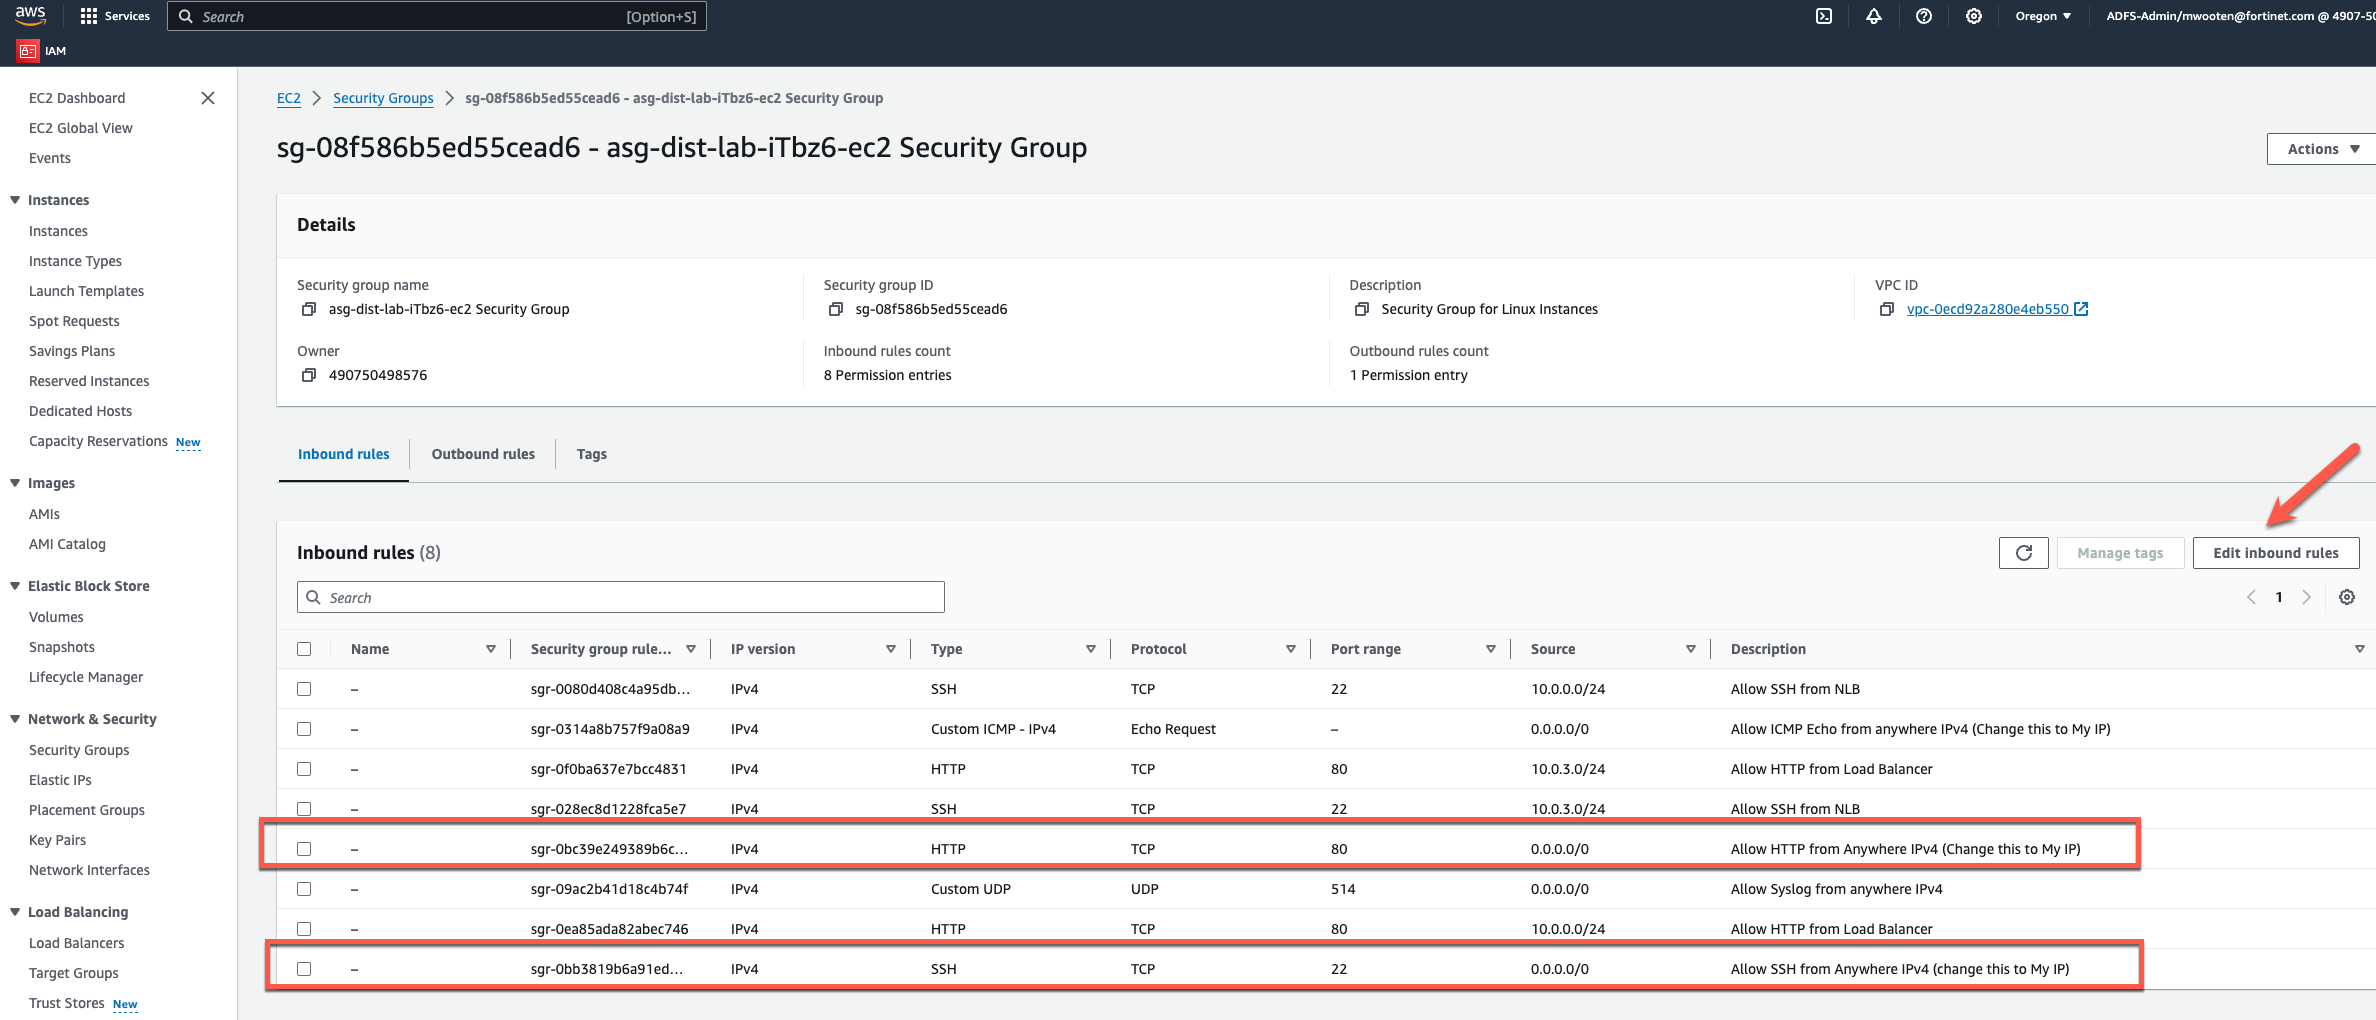 aws
Services
Search
[Option+S]
Oregon ▼
ADFS-Admin/mwooten@fortinet.com @ 4907-50
IAM
EC2 Dashboard
EC2 Global View
Events
Instances
Instances
Instance Types
Launch Templates
Spot Requests
Savings Plans
Reserved Instances
Dedicated Hosts
Capacity Reservations New
Images
AMIs
AMI Catalog
Elastic Block Store
Volumes
Snapshots
Lifecycle Manager
Network & Security
Security Groups
Elastic IPs
Placement Groups
Key Pairs
Network Interfaces
Load Balancing
Load Balancers
Target Groups
Trust Stores New
EC2 > Security Groups > sg-08f586b5ed55cead6 - asg-dist-lab-iTbz6-ec2 Security Group
sg-08f586b5ed55cead6 - asg-dist-lab-iTbz6-ec2 Security Group
Actions ▼
Details
Security group name
asg-dist-lab-iTbz6-ec2 Security Group
Security group ID
sg-08f586b5ed55cead6
Description
Security Group for Linux Instances
VPC ID
vpc-0ecd92a280e4eb550
Owner
490750498576
Inbound rules count
8 Permission entries
Outbound rules count
1 Permission entry
Inbound rules
Outbound rules
Tags
Inbound rules (8)
Manage tags
Edit inbound rules
Search
1
Name Security group rule... IP version Type Protocol Port range Source Description
– sgr-0080d408c4a95db... IPv4 SSH TCP 22 10.0.0.0/24 Allow SSH from NLB
– sgr-0314a8b757f9a08a9 IPv4 Custom ICMP - IPv4 Echo Request – 0.0.0.0/0 Allow ICMP Echo from anywhere IPv4 (Change this to My IP)
– sgr-0f0ba637e7bcc4831 IPv4 HTTP TCP 80 10.0.3.0/24 Allow HTTP from Load Balancer
– sgr-028ec8d1228fca5e7 IPv4 SSH TCP 22 10.0.3.0/24 Allow SSH from NLB
– sgr-0bc39e249389b6c... IPv4 HTTP TCP 80 0.0.0.0/0 Allow HTTP from Anywhere IPv4 (Change this to My IP)
– sgr-09ac2b41d18c4b74f IPv4 Custom UDP UDP 514 0.0.0.0/0 Allow Syslog from anywhere IPv4
– sgr-0ea85ada82abec746 IPv4 HTTP TCP 80 10.0.0.0/24 Allow HTTP from Load Balancer
– sgr-0bb3819b6a91ed... IPv4 SSH TCP 22 0.0.0.0/0 Allow SSH from Anywhere IPv4 (change this to My IP)